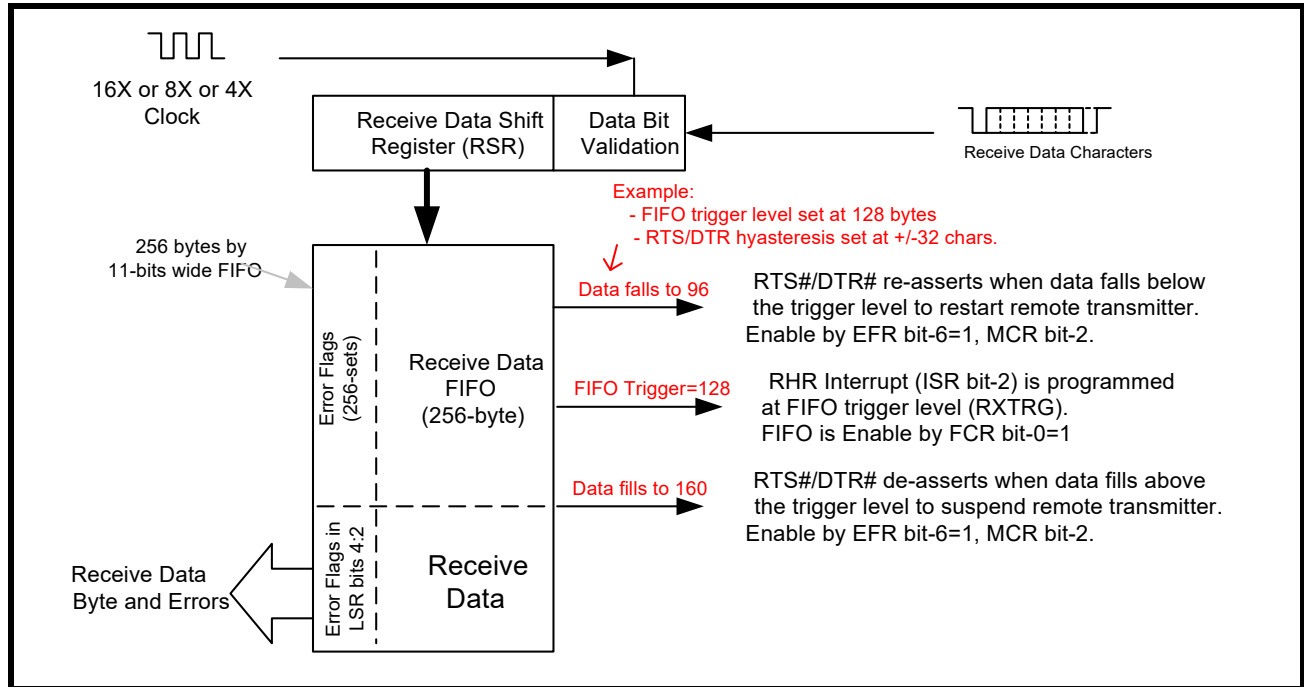 16X or 8X or 4X
Clock
Receive Data Shift
Register (RSR)
Data Bit
Validation
Receive Data Characters
Example:
- FIFO trigger level set at 128 bytes
- RTS/DTR hyasteresis set at +/-32 chars.
256 bytes by
11-bits wide FIFO
Error Flags
(256-sets)
Receive Data
FIFO
(256-byte)
Data falls to 96
RTS#/DTR# re-asserts when data falls below
the trigger level to restart remote transmitter.
Enable by EFR bit-6=1, MCR bit-2.
FIFO Trigger=128
RHR Interrupt (ISR bit-2) is programmed
at FIFO trigger level (RXTRG).
FIFO is Enable by FCR bit-0=1
Data fills to 160
RTS#/DTR# de-asserts when data fills above
the trigger level to suspend remote transmitter.
Enable by EFR bit-6=1, MCR bit-2.
Error Flags in
LSR bits 4:2
Receive
Data
Receive Data
Byte and Errors